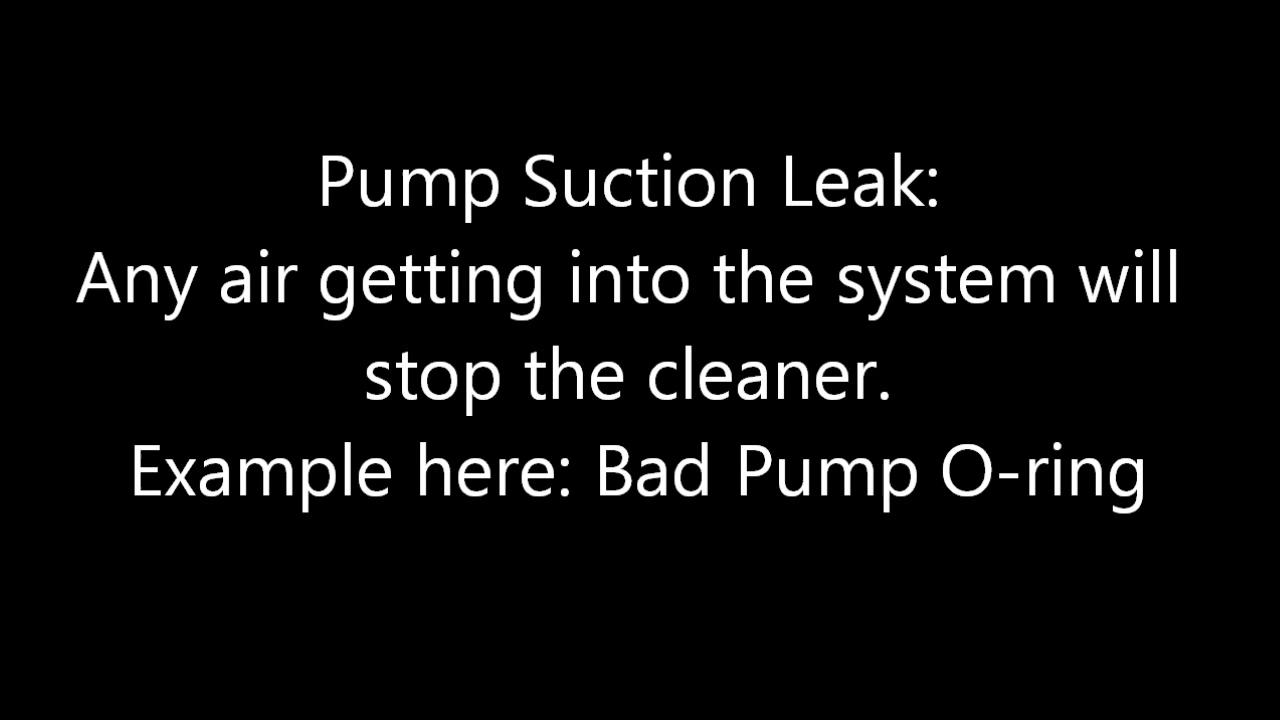 Pump Suction Leak:
Any air getting into the system will
stop the cleaner.
Example here: Bad Pump O-ring